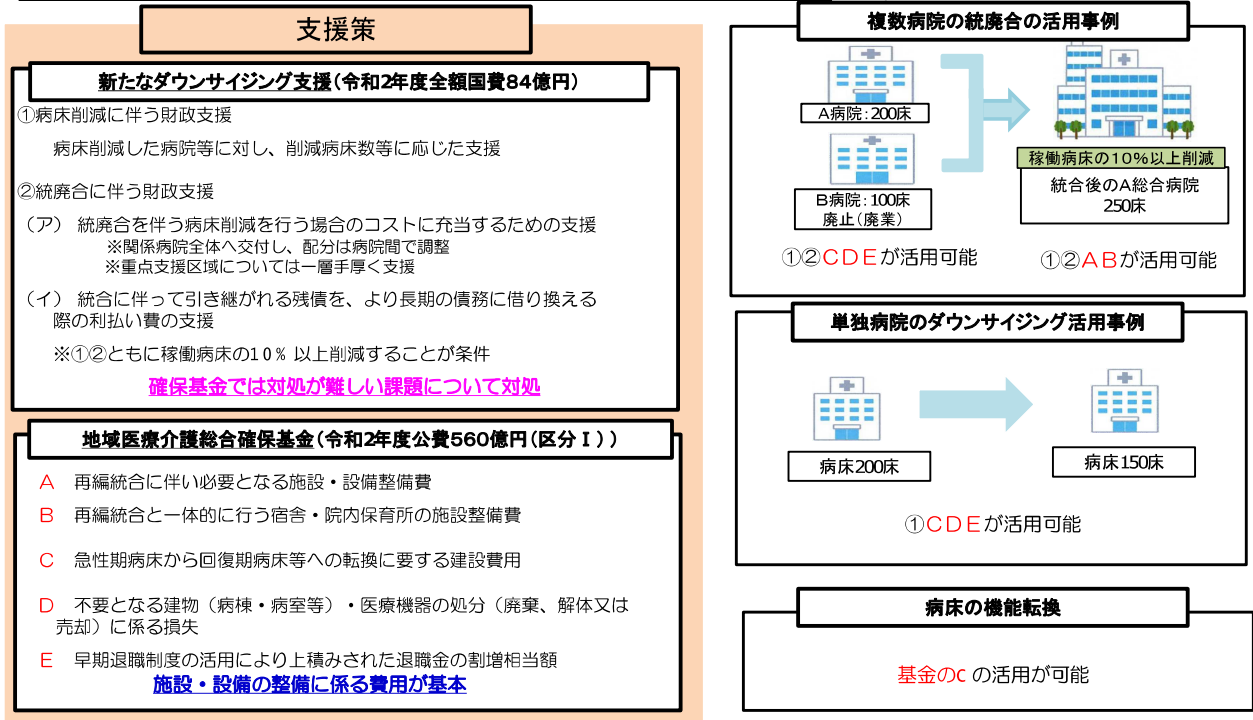 支援策
新たなダウンサイジング支援（令和2年度全額国費84億円）
①病床削減に伴う財政支援
病床削減した病院等に対し、削減病床数等に応じた支援
②統廃合に伴う財政支援
（ア） 統廃合を伴う病床削減を行う場合のコストに充当するための支援
※関係病院全体へ交付し、配分は病院間で調整
※重点支援区域については一層手厚く支援
（イ） 統合に伴って引き継がれる残債を、より長期の債務に借り換える
際の利払い費の支援
※①②ともに稼働病床の10％以上削減することが条件
確保基金では対処が難しい課題について対処
地域医療介護総合確保基金（令和2年度公費560億円（区分Ⅰ））
A 再編統合に伴い必要となる施設・設備整備費
B 再編統合と一体的に行う宿舎・院内保育所の施設整備費
C 急性期病床から回復期病床等への転換に要する建設費用
D 不要となる建物（病棟・病室等）・医療機器の処分（廃棄、解体又は
売却）に係る損失
E 早期退職制度の活用により上積みされた退職金の割増相当額
施設・設備の整備に係る費用が基本
複数病院の統廃合の活用事例
A病院：200床
B病院：100床
廃止（廃業）
稼働病床の10％以上削減
統合後のA総合病院
250床
①②CDEが活用可能
①②ABが活用可能
単独病院のダウンサイジング活用事例
病床200床
病床150床
①CDEが活用可能
病床の機能転換
基金のC の活用が可能